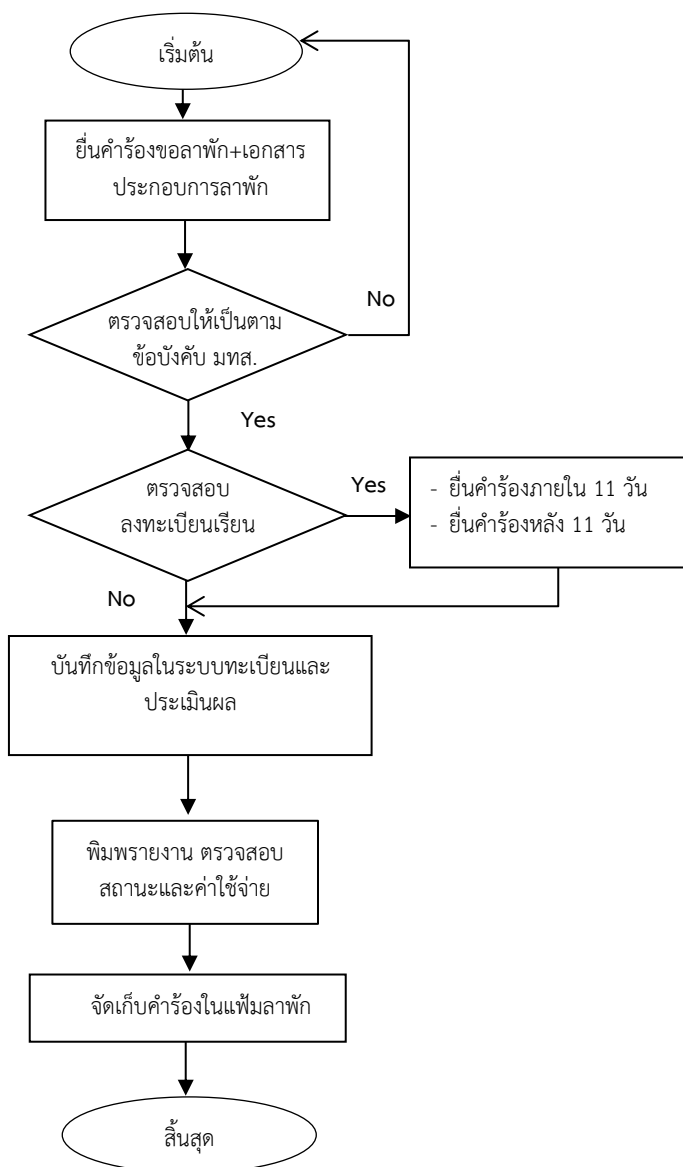 เริ่มต้น
ยื่นคำร้องขอลาพัก+เอกสาร
ประกอบการลาพัก
No
ตรวจสอบให้เป็นตาม
ข้อบังคับ มทส.
Yes
ตรวจสอบ
ลงทะเบียนเรียน
Yes
- ยื่นคำร้องภายใน 11 วัน
- ยื่นคำร้องหลัง 11 วัน
No
บันทึกข้อมูลในระบบทะเบียนและ
ประเมินผล
พิมพรายงาน ตรวจสอบ
สถานะและค่าใช้จ่าย
จัดเก็บคำร้องในแฟ้มลาพัก
สิ้นสุด